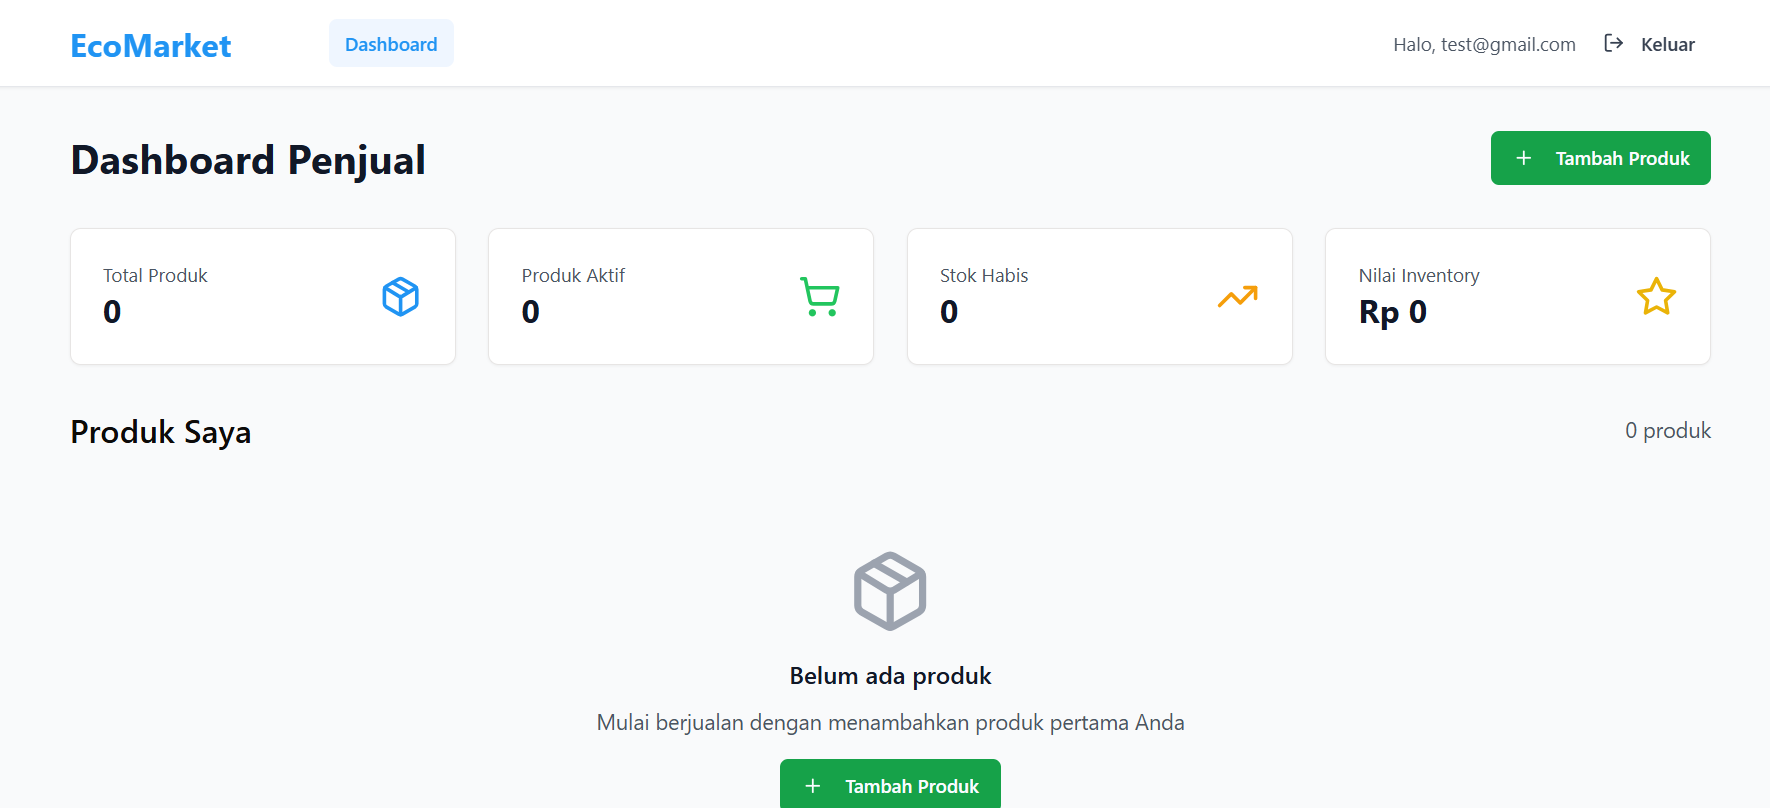 EcoMarket
Dashboard
Halo, test@gmail.com
Keluar
Dashboard Penjual
Tambah Produk
Total Produk
0
Produk Aktif
0
Stok Habis
0
Nilai Inventory
Rp 0
Produk Saya
0 produk
Belum ada produk
Mulai berjualan dengan menambahkan produk pertama Anda
Tambah Produk